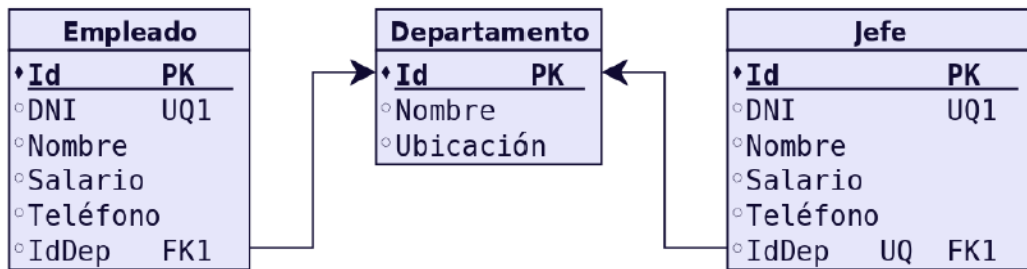 Empleado
Id PK
DNI UQ1
Nombre
Salario
Teléfono
IdDep FK1
Departamento
Id PK
Nombre
Ubicación
Jefe
Id PK
DNI UQ1
Nombre
Salario
Teléfono
IdDep UQ FK1